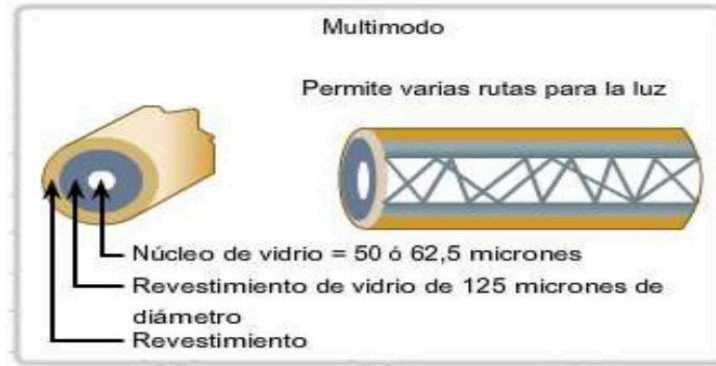 Multimodo
Permite varias rutas para la luz
Núcleo de vidrio = 50 ó 62,5 micrones
Revestimiento de vidrio de 125 micrones de
diámetro
Revestimiento